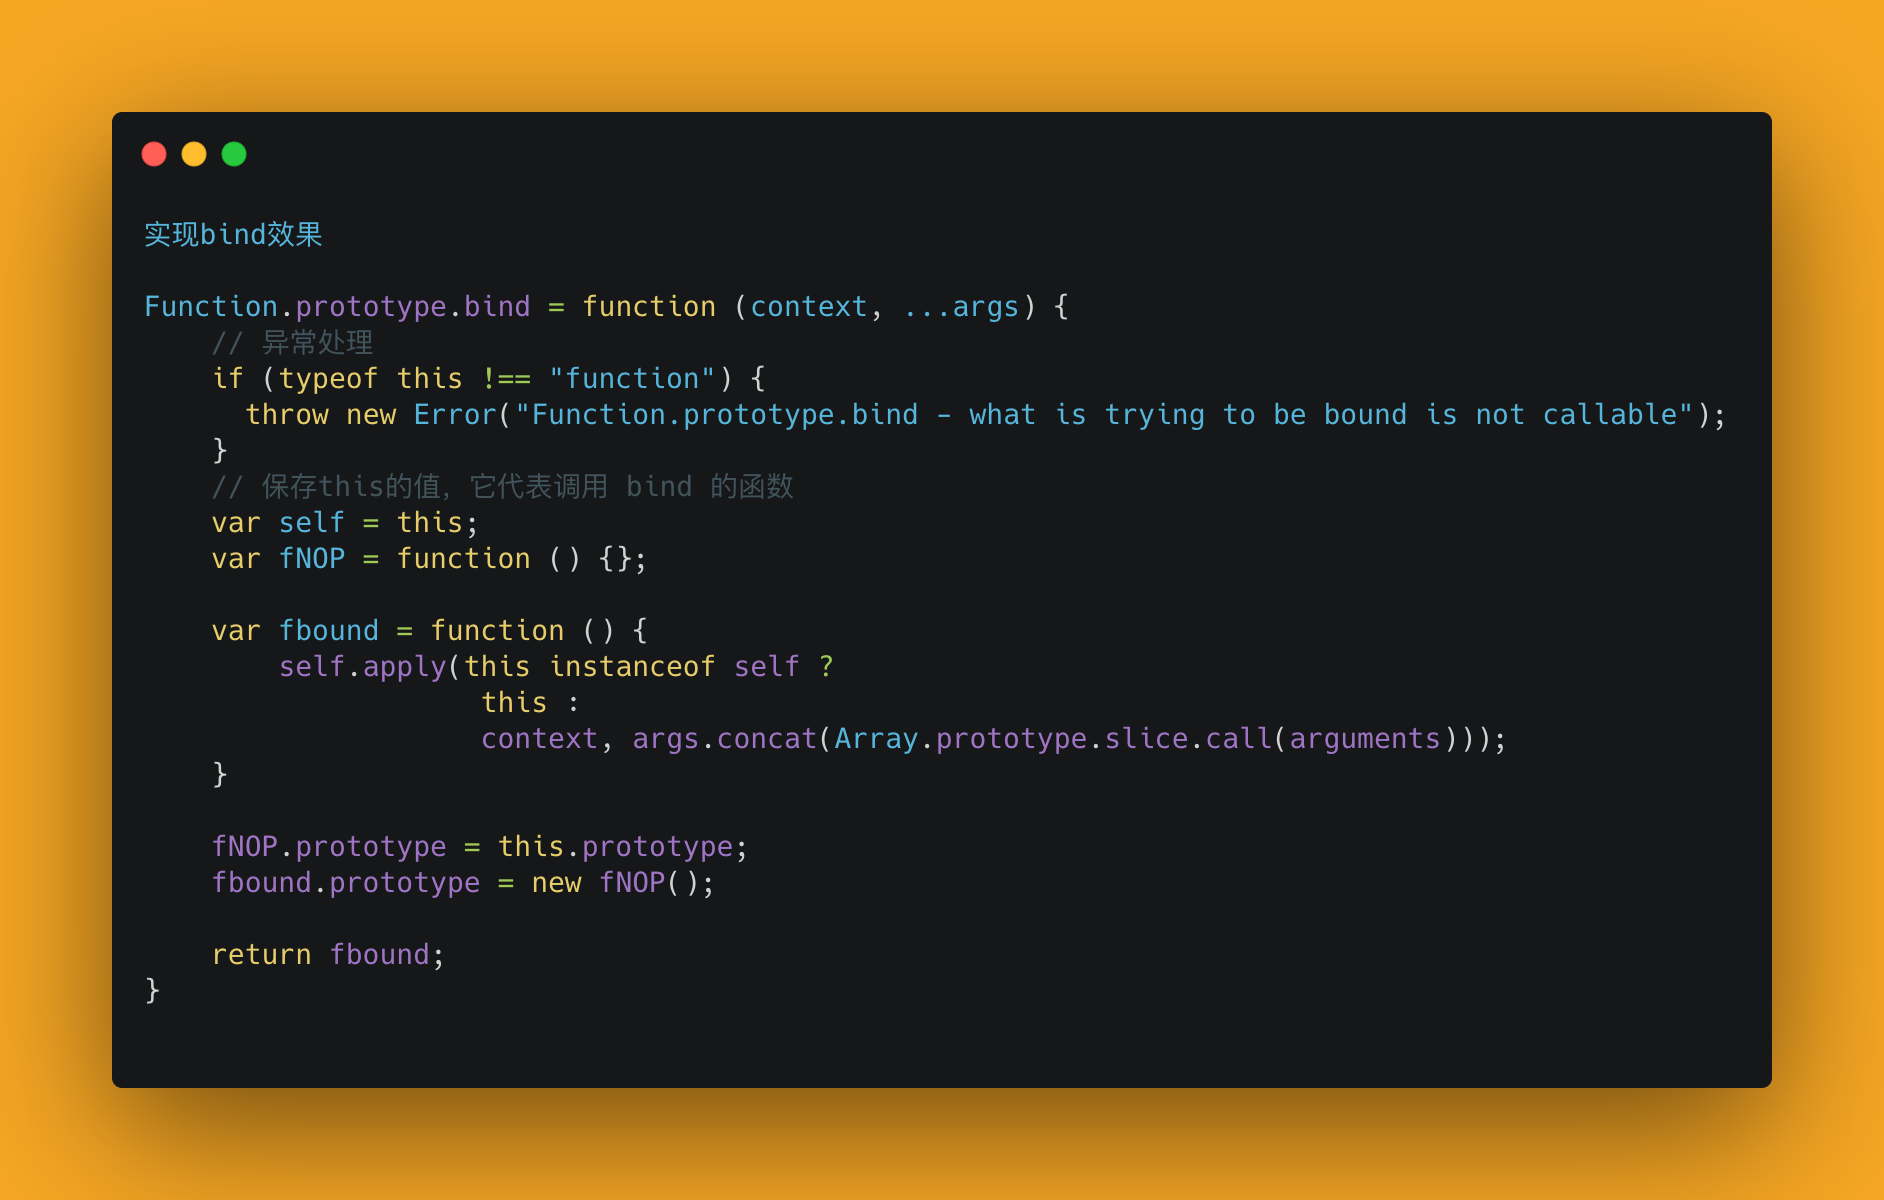 实现bind效果
Function.prototype.bind = function (context, ...args) {
// 异常处理
if (typeof this !== "function") {
throw new Error("Function.prototype.bind - what is trying to be bound is not callable");
}
// 保存this的值，它代表调用 bind 的函数
var self = this;
var fNOP = function () {};
var fbound = function () {
self.apply(this instanceof self ?
this :
context, args.concat(Array.prototype.slice.call(arguments)));
}
fNOP.prototype = this.prototype;
fbound.prototype = new fNOP();
return fbound;
}